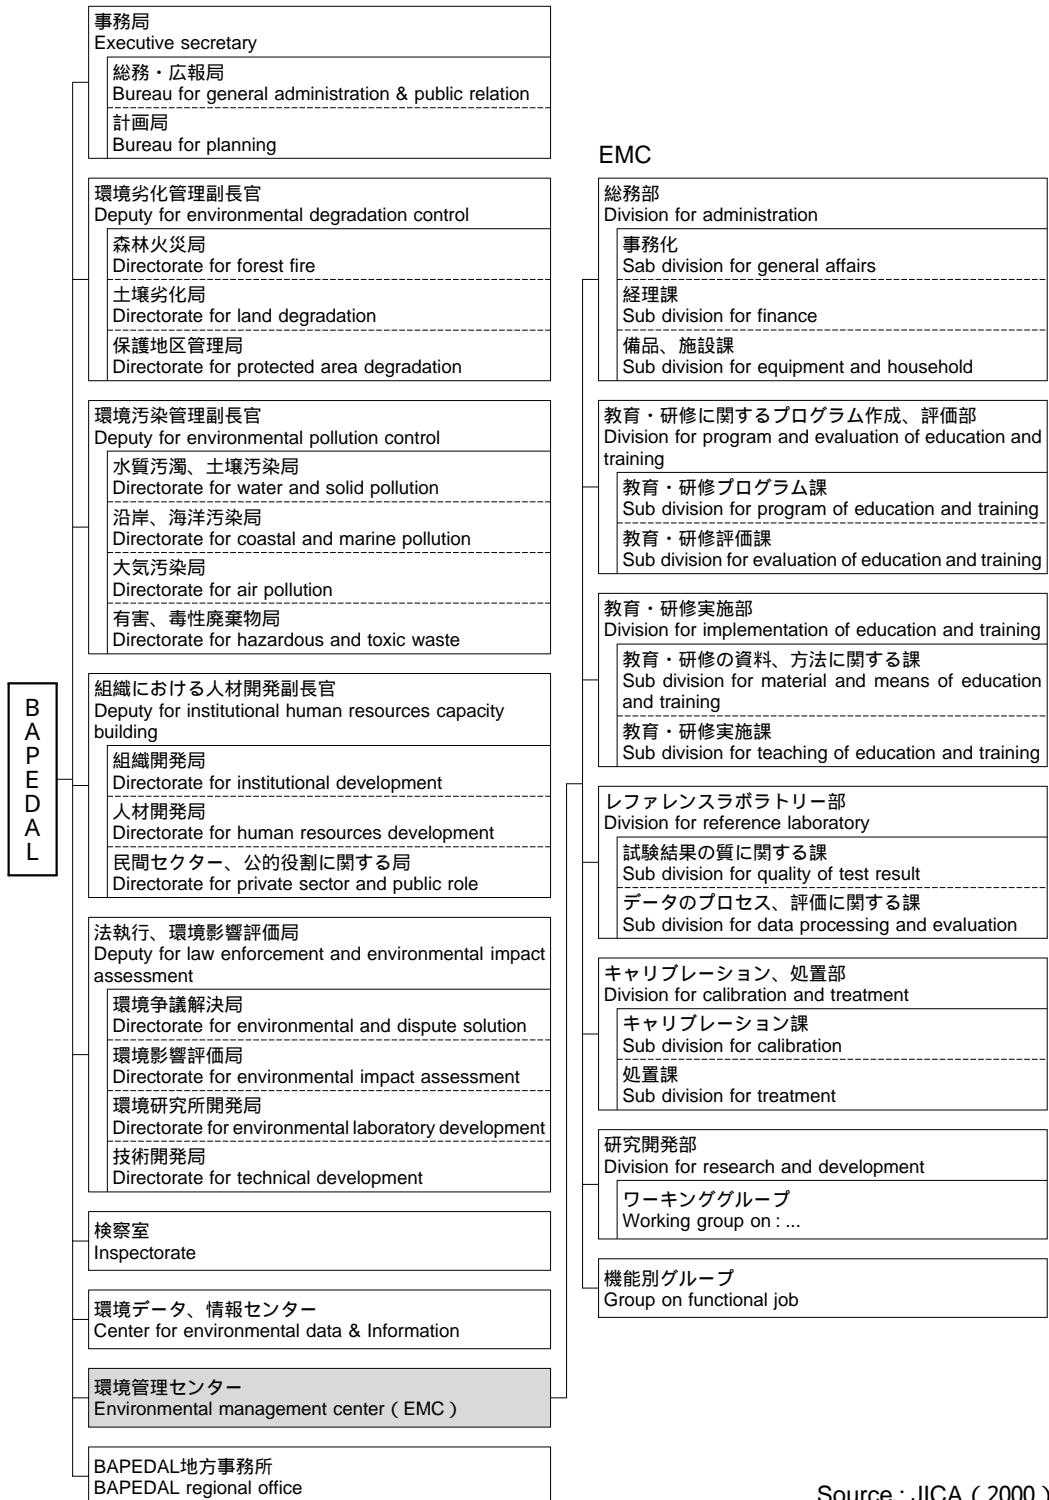 BAPEDAL
事務局
Executive secretary
総務・広報局
Bureau for general administration & public relation
計画局
Bureau for planning
環境劣化管理副長官
Deputy for environmental degradation control
森林火災局
Directorate for forest fire
土壌劣化局
Directorate for land degradation
保護地区管理局
Directorate for protected area degradation
環境汚染管理副長官
Deputy for environmental pollution control
水質汚濁、土壌汚染局
Directorate for water and solid pollution
沿岸、海洋汚染局
Directorate for coastal and marine pollution
大気汚染局
Directorate for air pollution
有害、毒性廃棄物局
Directorate for hazardous and toxic waste
組織における人材開発副長官
Deputy for institutional human resources capacity
building
組織開発局
Directorate for institutional development
人材開発局
Directorate for human resources development
民間セクター、公的役割に関する局
Directorate for private sector and public role
法執行、環境影響評価局
Deputy for law enforcement and environmental impact
assessment
環境争議解決局
Directorate for environmental and dispute solution
環境影響評価局
Directorate for environmental impact assessment
環境研究所開発局
Directorate for environmental laboratory development
技術開発局
Directorate for technical development
検察室
Inspectorate
環境データ、情報センター
Center for environmental data & Information
環境管理センター
Environmental management center ( EMC )
BAPEDAL地方事務所
BAPEDAL regional office
EMC
総務部
Division for administration
事務化
Sab division for general affairs
経理課
Sub division for finance
備品、施設課
Sub division for equipment and household
教育・研修に関するプログラム作成、評価部
Division for program and evaluation of education and
training
教育・研修プログラム課
Sub division for program of education and training
教育・研修評価課
Sub division for evaluation of education and training
教育・研修実施部
Division for implementation of education and training
教育・研修の資料、方法に関する課
Sub division for material and means of education
and training
教育・研修実施課
Sub division for teaching of education and training
レファレンスラボラトリー部
Division for reference laboratory
試験結果の質に関する課
Sub division for quality of test result
データのプロセス、評価に関する課
Sub division for data processing and evaluation
キャリブレーション、処置部
Division for calibration and treatment
キャリブレーション課
Sub division for calibration
処置課
Sub division for treatment
研究開発部
Division for research and development
ワーキンググループ
Working group on : ...
機能別グループ
Group on functional job
Source : JICA ( 2000 )